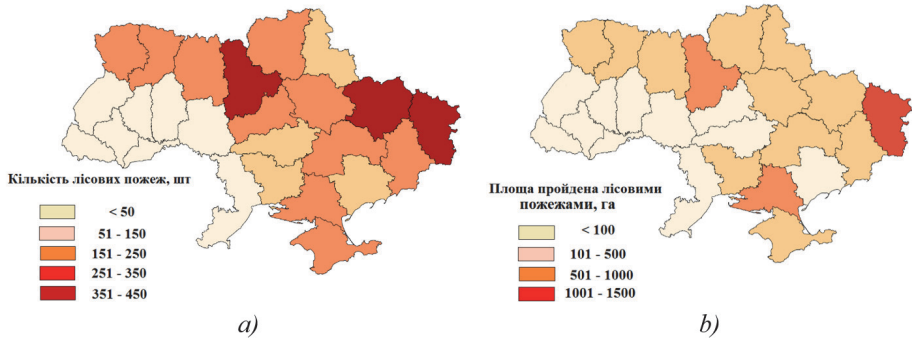 Кількість лісових пожеж, шт
< 50
51 - 150
151 - 250
251 - 350
351 - 450
a)
Площа пройдена лісовими
пожежами, га
< 100
101 - 500
501 - 1000
1001 - 1500
b)